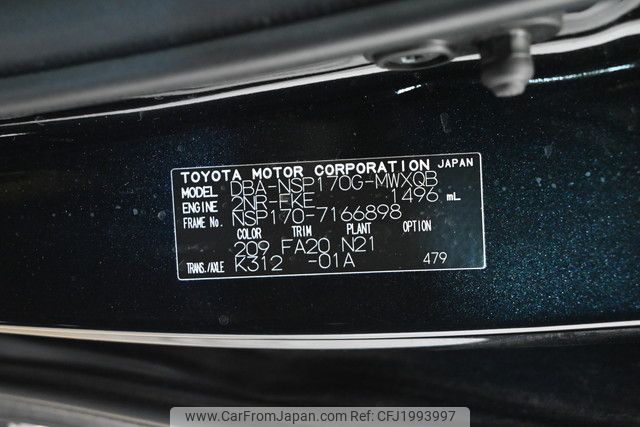 TOYOTA MOTOR CORPORATION JAPAN
MODEL DBA-NSP170G-MWXQB
ENGINE 2NR-FKE 1496 mL
FRAME No. NSP170-7166898
COLOR TRIM PLANT OPTION
209 FA20 N21
TRANS./AXLE K312 -01A 479
© CarFromJapan.com Ref: CFJ1993997